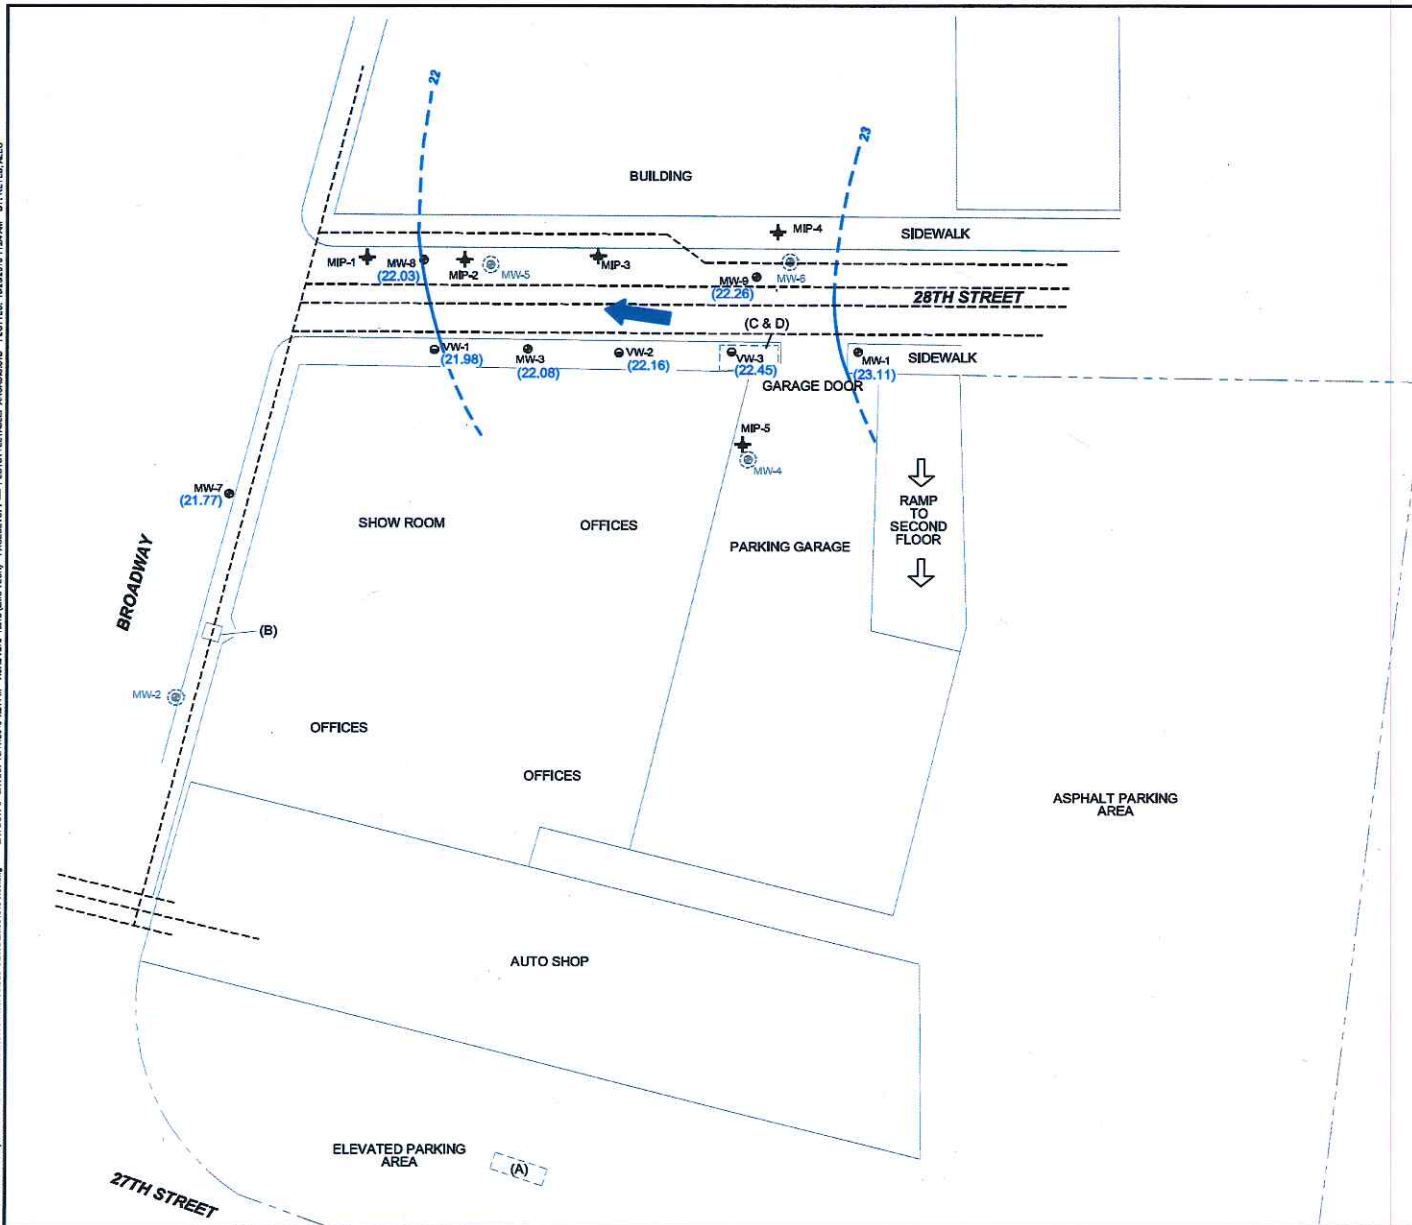 22
23
BUILDING
MIP-4
SIDEWALK
MIP-1
MW-8
(22.03)
MIP-2
MW-5
MIP-3
MW-9
(22.26)
MW-6
28TH STREET
(C & D)
VW-1
(21.98)
MW-3
(22.08)
VW-2
(22.16)
VW-3
(22.45)
MW-1
(23.11)
SIDEWALK
GARAGE DOOR
MIP-5
MW-4
MW-7
(21.77)
SHOW ROOM
OFFICES
PARKING GARAGE
RAMP
TO
SECOND
FLOOR
BROADWAY
(B)
MW-2
OFFICES
OFFICES
ASPHALT PARKING
AREA
AUTO SHOP
ELEVATED PARKING
AREA
(A)
27TH STREET